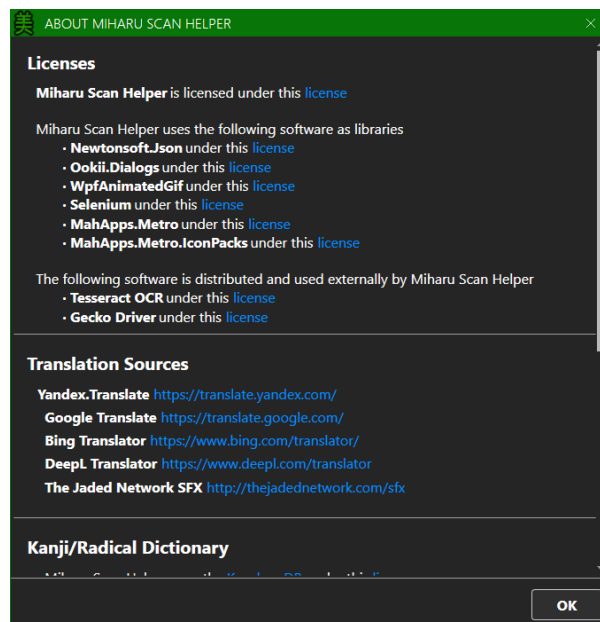 美 ABOUT MIHARU SCAN HELPER
Licenses
Miharu Scan Helper is licensed under this license
Miharu Scan Helper uses the following software as libraries
· Newtonsoft.Json under this license
· Ookii.Dialogs under this license
· WpfAnimatedGif under this license
· Selenium under this license
· MahApps.Metro under this license
· MahApps.Metro.IconPacks under this license
The following software is distributed and used externally by Miharu Scan Helper
· Tesseract OCR under this license
· Gecko Driver under this license
Translation Sources
Yandex.Translate https://translate.yandex.com/
Google Translate https://translate.google.com/
Bing Translator https://www.bing.com/translator/
DeepL Translator https://www.deepl.com/translator
The Jaded Network SFX http://thejadednetwork.com/sfx
Kanji/Radical Dictionary
OK